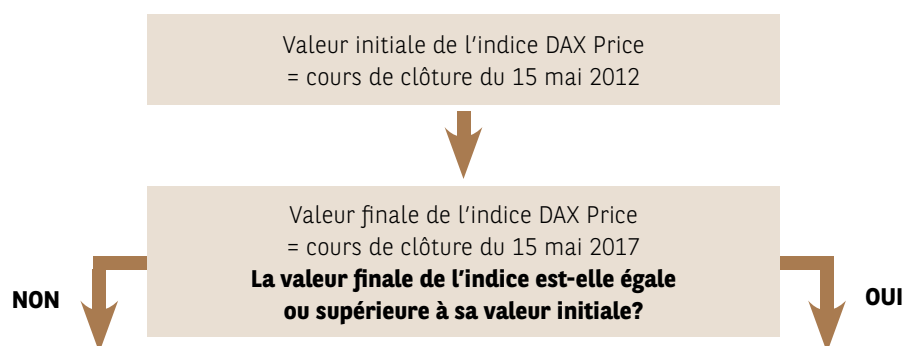 Valeur initiale de l'indice DAX Price
= cours de clôture du 15 mai 2012
Valeur finale de l'indice DAX Price
= cours de clôture du 15 mai 2017
La valeur finale de l'indice est-elle égale
ou supérieure à sa valeur initiale?
NON
OUI